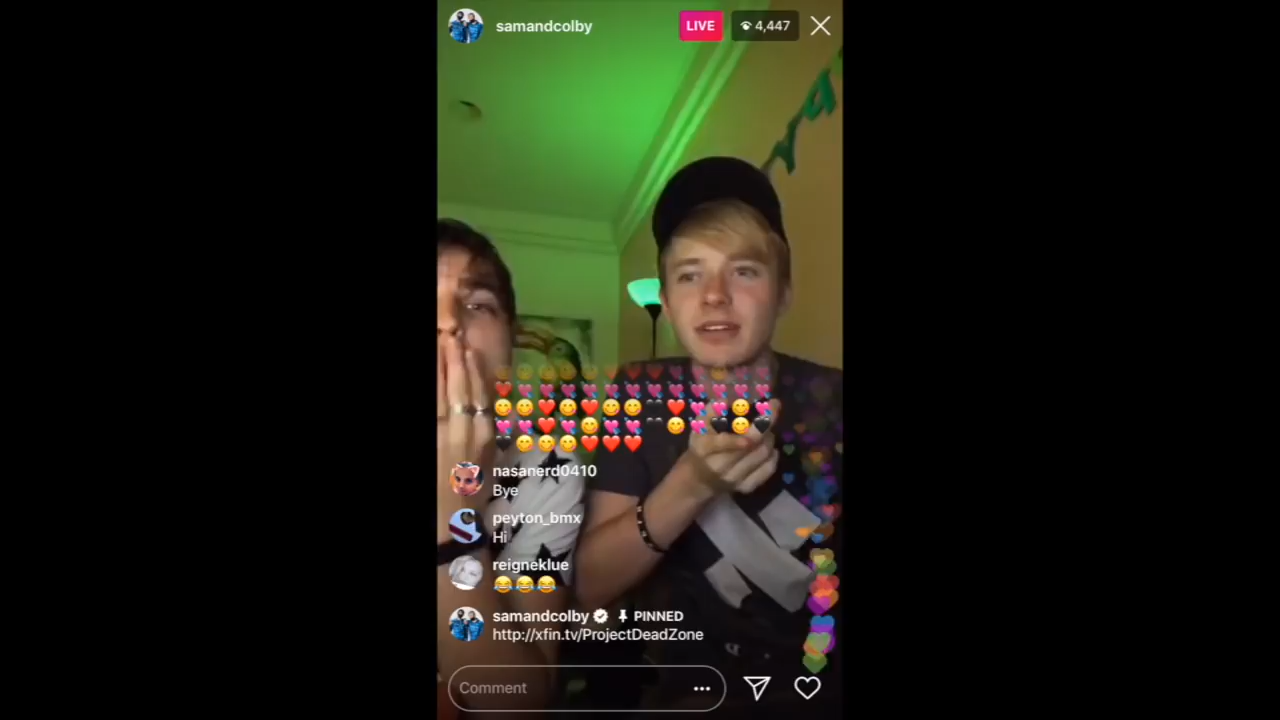 samandcolby
LIVE
4,447
😋😋❤️😋❤️😋😋🖤❤️💘💘😋💘
💘💘❤️💘😋💘💘🖤😋💘🖤😋🖤
🖤😋😋😋❤️❤️❤️
nasanerd0410
Bye
peyton_bmx
Hi
reigneklue
😂😂😂
samandcolby PINNED
http://xfin.tv/ProjectDeadZone
Comment